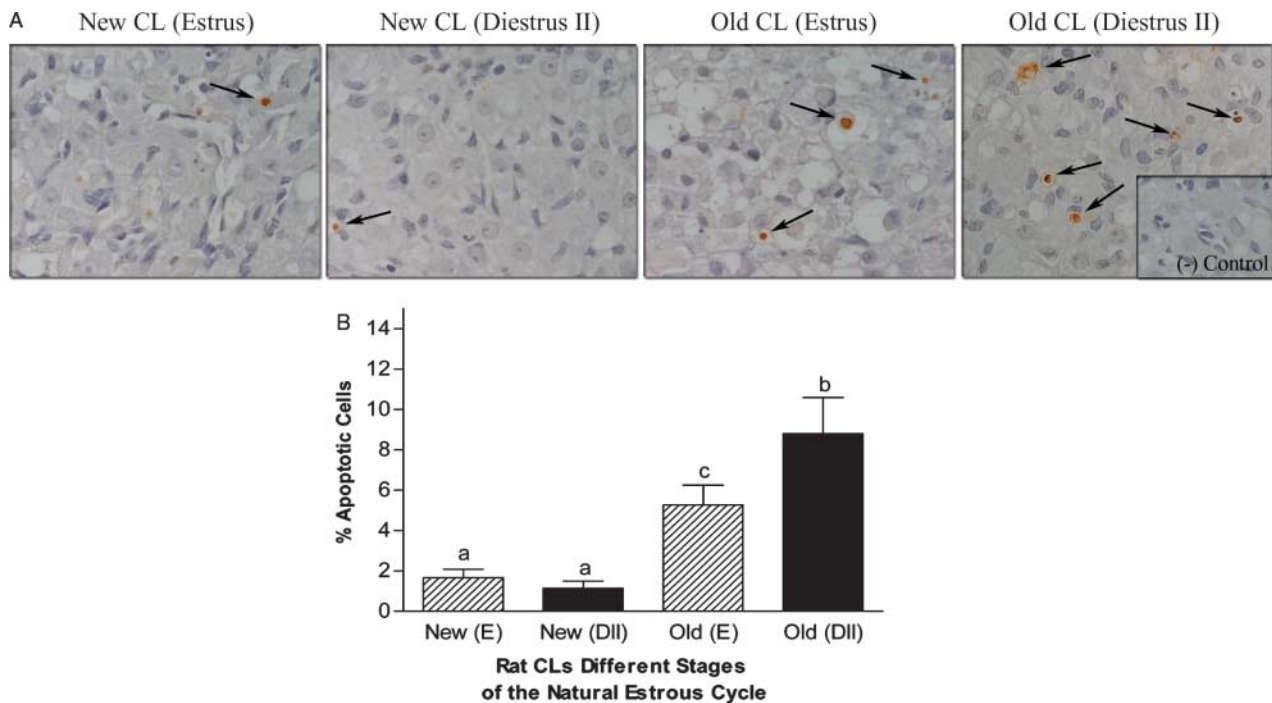 A
New CL (Estrus)
New CL (Diestrus II)
Old CL (Estrus)
Old CL (Diestrus II)
(-) Control
B
14
12
10
8
6
4
2
0
% Apoptotic Cells
a
a
c
b
New (E)
New (DII)
Old (E)
Old (DII)
Rat CLs Different Stages
of the Natural Estrous Cycle